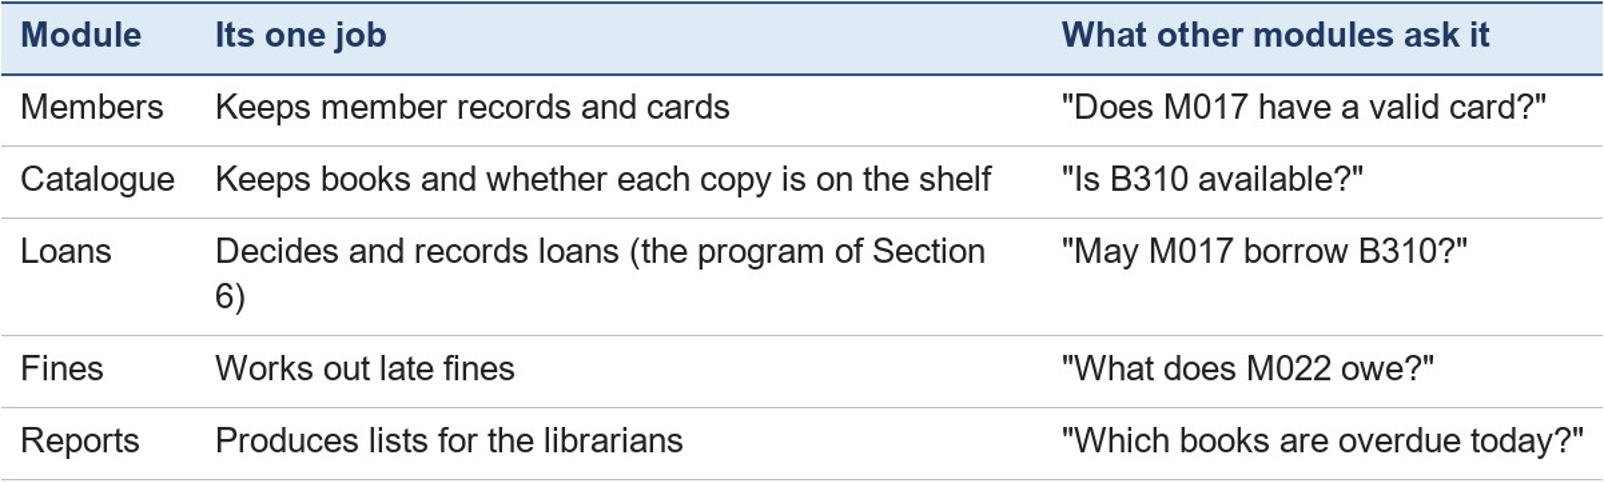 Module Its one job What other modules ask it
Members Keeps member records and cards "Does M017 have a valid card?"
Catalogue Keeps books and whether each copy is on the shelf "Is B310 available?"
Loans Decides and records loans (the program of Section "May M017 borrow B310?"
6)
Fines Works out late fines "What does M022 owe?"
Reports Produces lists for the librarians "Which books are overdue today?"